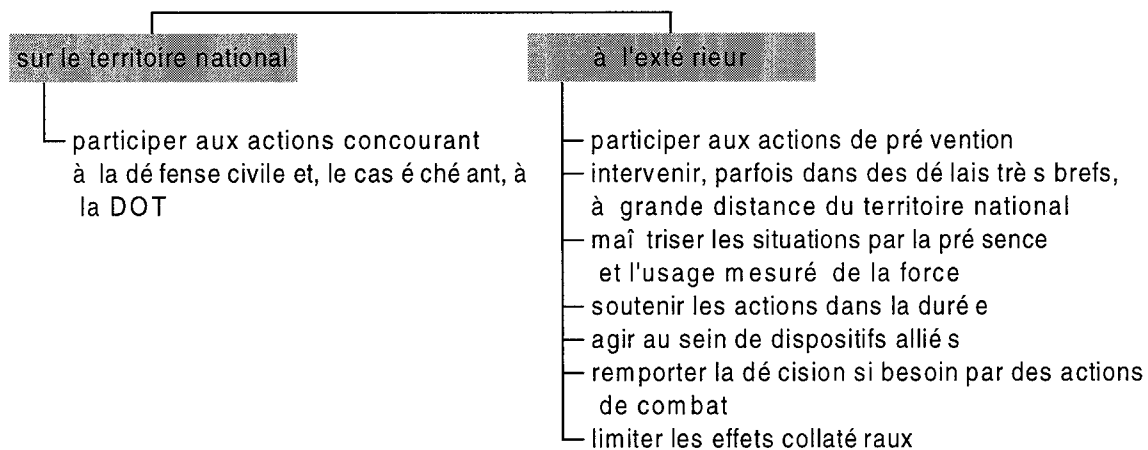 sur le territoire national
participer aux actions concourant
à la défense civile et, le cas échéant, à
la DOT
à l'extérieur
participer aux actions de prévention
intervenir, parfois dans des délais très brefs,
à grande distance du territoire national
maîtriser les situations par la présence
et l'usage mesuré de la force
soutenir les actions dans la durée
agir au sein de dispositifs alliés
remporter la décision si besoin par des actions
de combat
limiter les effets collatéraux